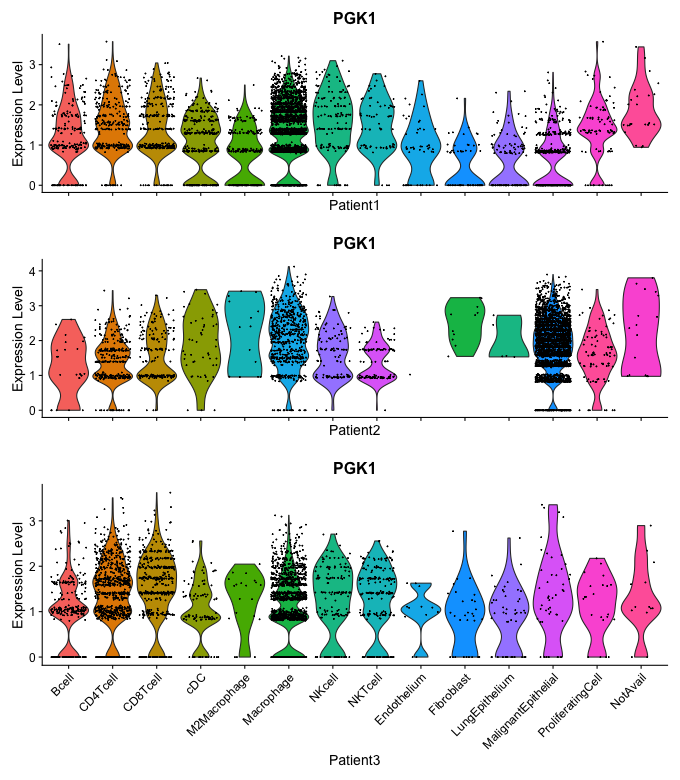 PGK1
Expression Level
3
2
1
0
Patient1
PGK1
Expression Level
4
3
2
1
0
Patient2
PGK1
Expression Level
3
2
1
0
Bcell
CD4Tcell
CD8Tcell
cDC
M2Macrophage
Macrophage
NKcell
NKTcell
Endothelium
Fibroblast
LungEpithelium
MalignantEpithelial
ProliferatingCell
NotAvail
Patient3